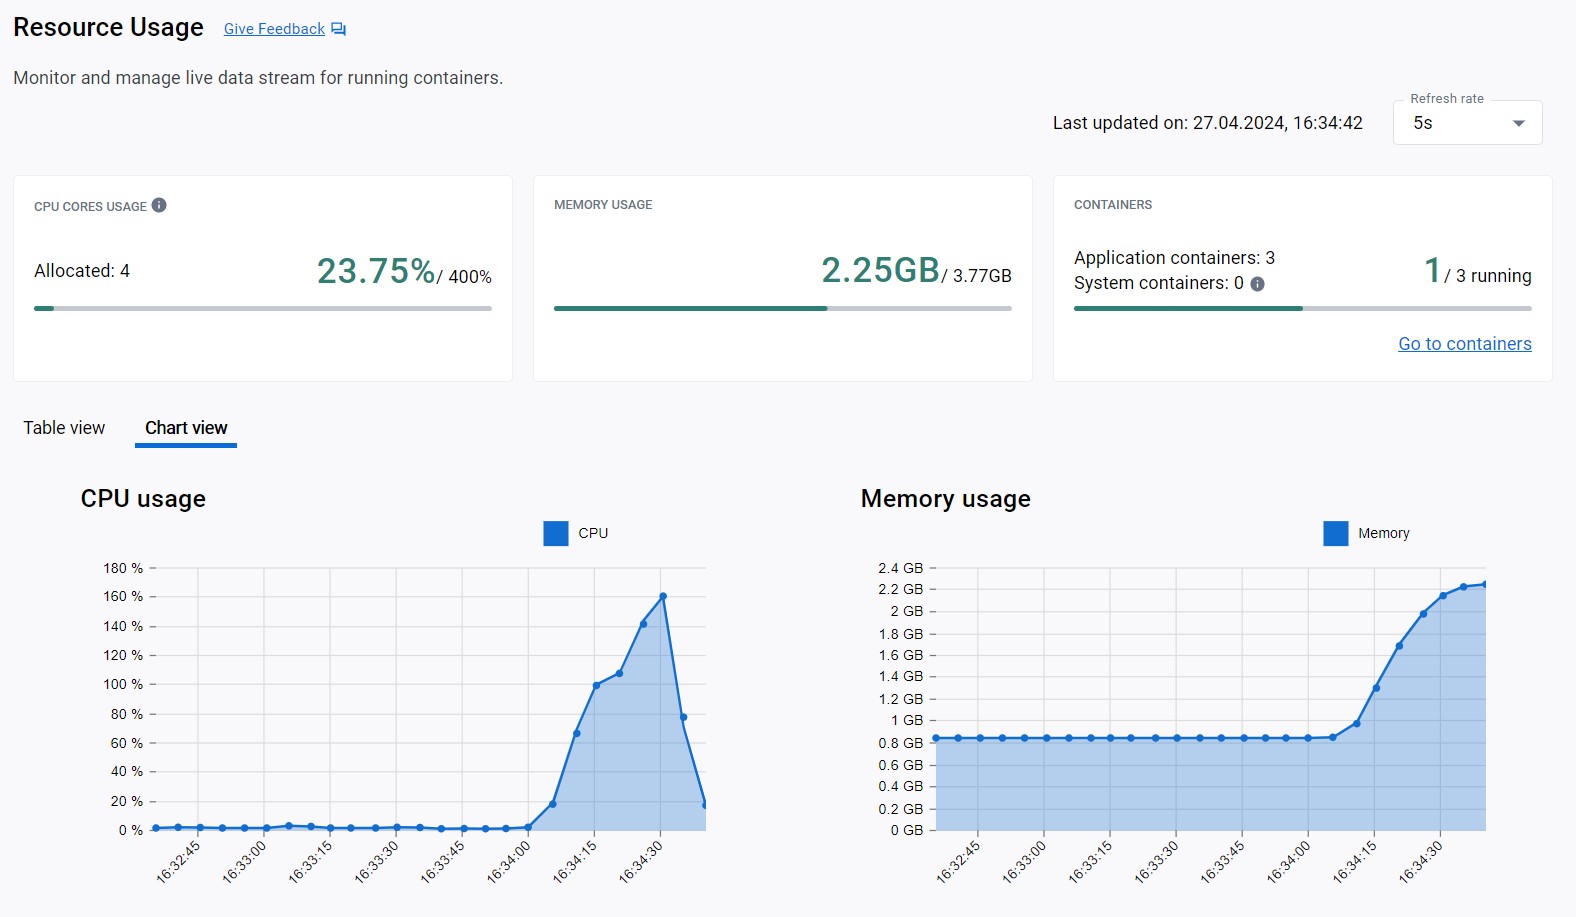 Resource Usage Give Feedback
Monitor and manage live data stream for running containers.
Refresh rate
Last updated on: 27.04.2024, 16:34:42 5s
CPU CORES USAGE
Allocated: 4 23.75% / 400%
MEMORY USAGE
2.25GB / 3.77GB
CONTAINERS
Application containers: 3
System containers: 0
1 / 3 running
Go to containers
Table view Chart view
CPU usage
CPU
180 %
160 %
140 %
120 %
100 %
80 %
60 %
40 %
20 %
0 %
16:32:45 16:33:00 16:33:15 16:33:30 16:33:45 16:34:00 16:34:15 16:34:30
Memory usage
Memory
2.4 GB
2.2 GB
2 GB
1.8 GB
1.6 GB
1.4 GB
1.2 GB
1 GB
0.8 GB
0.6 GB
0.4 GB
0.2 GB
0 GB
16:32:45 16:33:00 16:33:15 16:33:30 16:33:45 16:34:00 16:34:15 16:34:30